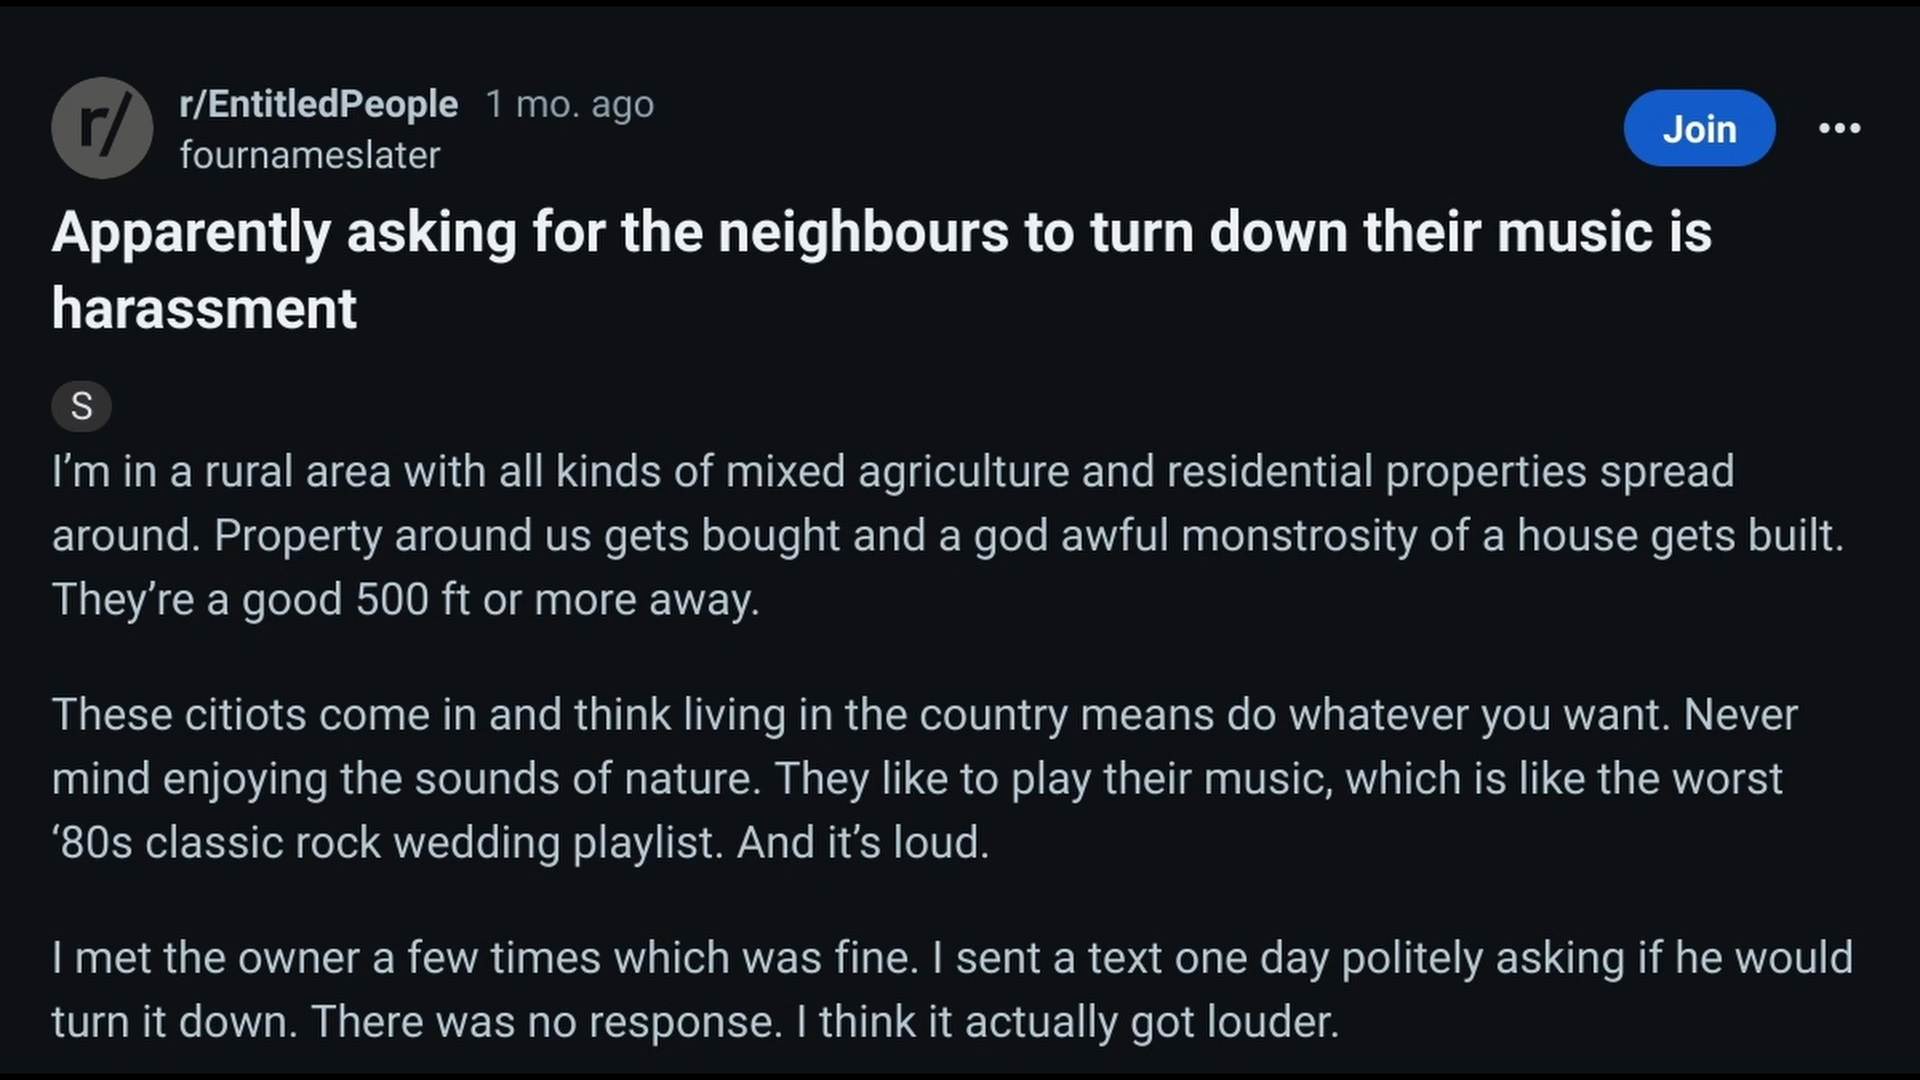 r/
r/EntitledPeople 1 mo. ago
fournameslater
Join
Apparently asking for the neighbours to turn down their music is
harassment
S
I’m in a rural area with all kinds of mixed agriculture and residential properties spread
around. Property around us gets bought and a god awful monstrosity of a house gets built.
They’re a good 500 ft or more away.
These citiots come in and think living in the country means do whatever you want. Never
mind enjoying the sounds of nature. They like to play their music, which is like the worst
‘80s classic rock wedding playlist. And it’s loud.
I met the owner a few times which was fine. I sent a text one day politely asking if he would
turn it down. There was no response. I think it actually got louder.